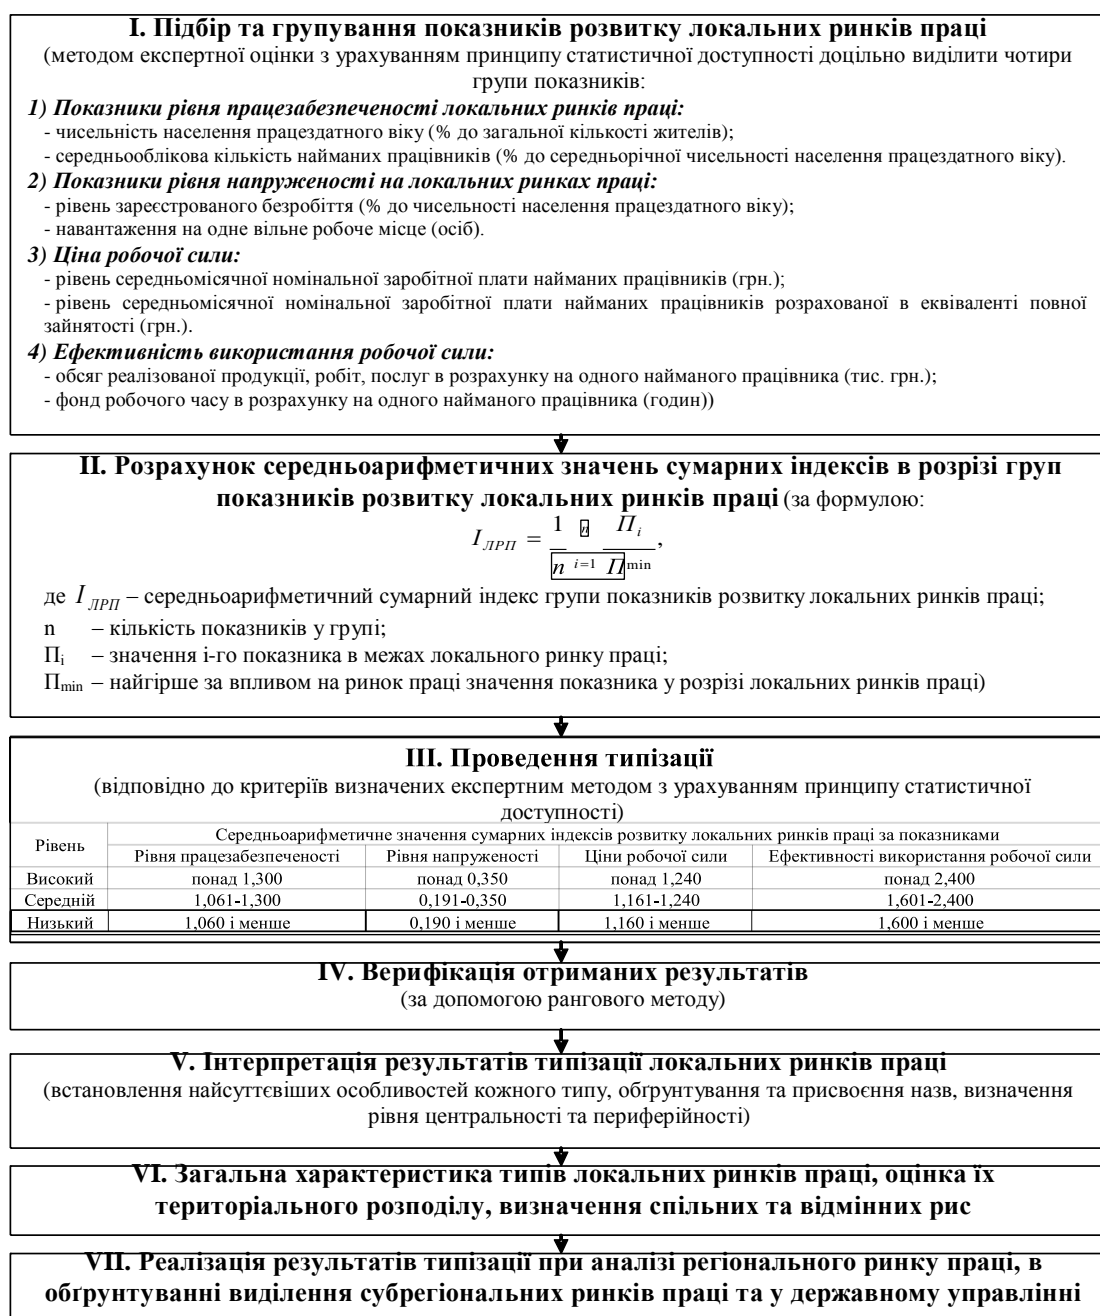 І. Підбір та групування показників розвитку локальних ринків праці
(методом експертної оцінки з урахуванням принципу статистичної доступності доцільно виділити чотири
групи показників:
1) Показники рівня працезабезпеченості локальних ринків праці:
- чисельність населення працездатного віку (% до загальної кількості жителів);
- середньооблікова кількість найманих працівників (% до середньорічної чисельності населення працездатного віку).
2) Показники рівня напруженості на локальних ринках праці:
- рівень зареєстрованого безробіття (% до чисельності населення працездатного віку);
- навантаження на одне вільне робоче місце (осіб).
3) Ціна робочої сили:
- рівень середньомісячної номінальної заробітної плати найманих працівників (грн.);
- рівень середньомісячної номінальної заробітної плати найманих працівників розрахованої в еквіваленті повної
зайнятості (грн.).
4) Ефективність використання робочої сили:
- обсяг реалізованої продукції, робіт, послуг в розрахунку на одного найманого працівника (тис. грн.);
- фонд робочого часу в розрахунку на одного найманого працівника (годин))
ІІ. Розрахунок середньоарифметичних значень сумарних індексів в розрізі груп
показників розвитку локальних ринків праці (за формулою:
1 n П i
I ЛРП =
n i=1 П min ,
де I ЛРП – середньоарифметичний сумарний індекс групи показників розвитку локальних ринків праці;
n – кількість показників у групі;
Пі – значення і-го показника в межах локального ринку праці;
Пmin – найгірше за впливом на ринок праці значення показника у розрізі локальних ринків праці)
ІІІ. Проведення типізації
(відповідно до критеріїв визначених експертним методом з урахуванням принципу статистичної
доступності)
Рівень Середньоарифметичне значення сумарних індексів розвитку локальних ринків праці за показниками
Рівня працезабезпеченості Рівня напруженості Ціни робочої сили Ефективності використання робочої сили
Високий понад 1,300 понад 0,350 понад 1,240 понад 2,400
Середній 1,061-1,300 0,191-0,350 1,161-1,240 1,601-2,400
Низький 1,060 і менше 0,190 і менше 1,160 і менше 1,600 і менше
IV. Верифікація отриманих результатів
(за допомогою рангового методу)
V. Інтерпретація результатів типізації локальних ринків праці
(встановлення найсуттєвіших особливостей кожного типу, обґрунтування та присвоєння назв, визначення
рівня центральності та периферійності)
VI. Загальна характеристика типів локальних ринків праці, оцінка їх
територіального розподілу, визначення спільних та відмінних рис
VII. Реалізація результатів типізації при аналізі регіонального ринку праці, в
обґрунтуванні виділення субрегіональних ринків праці та у державному управлінні